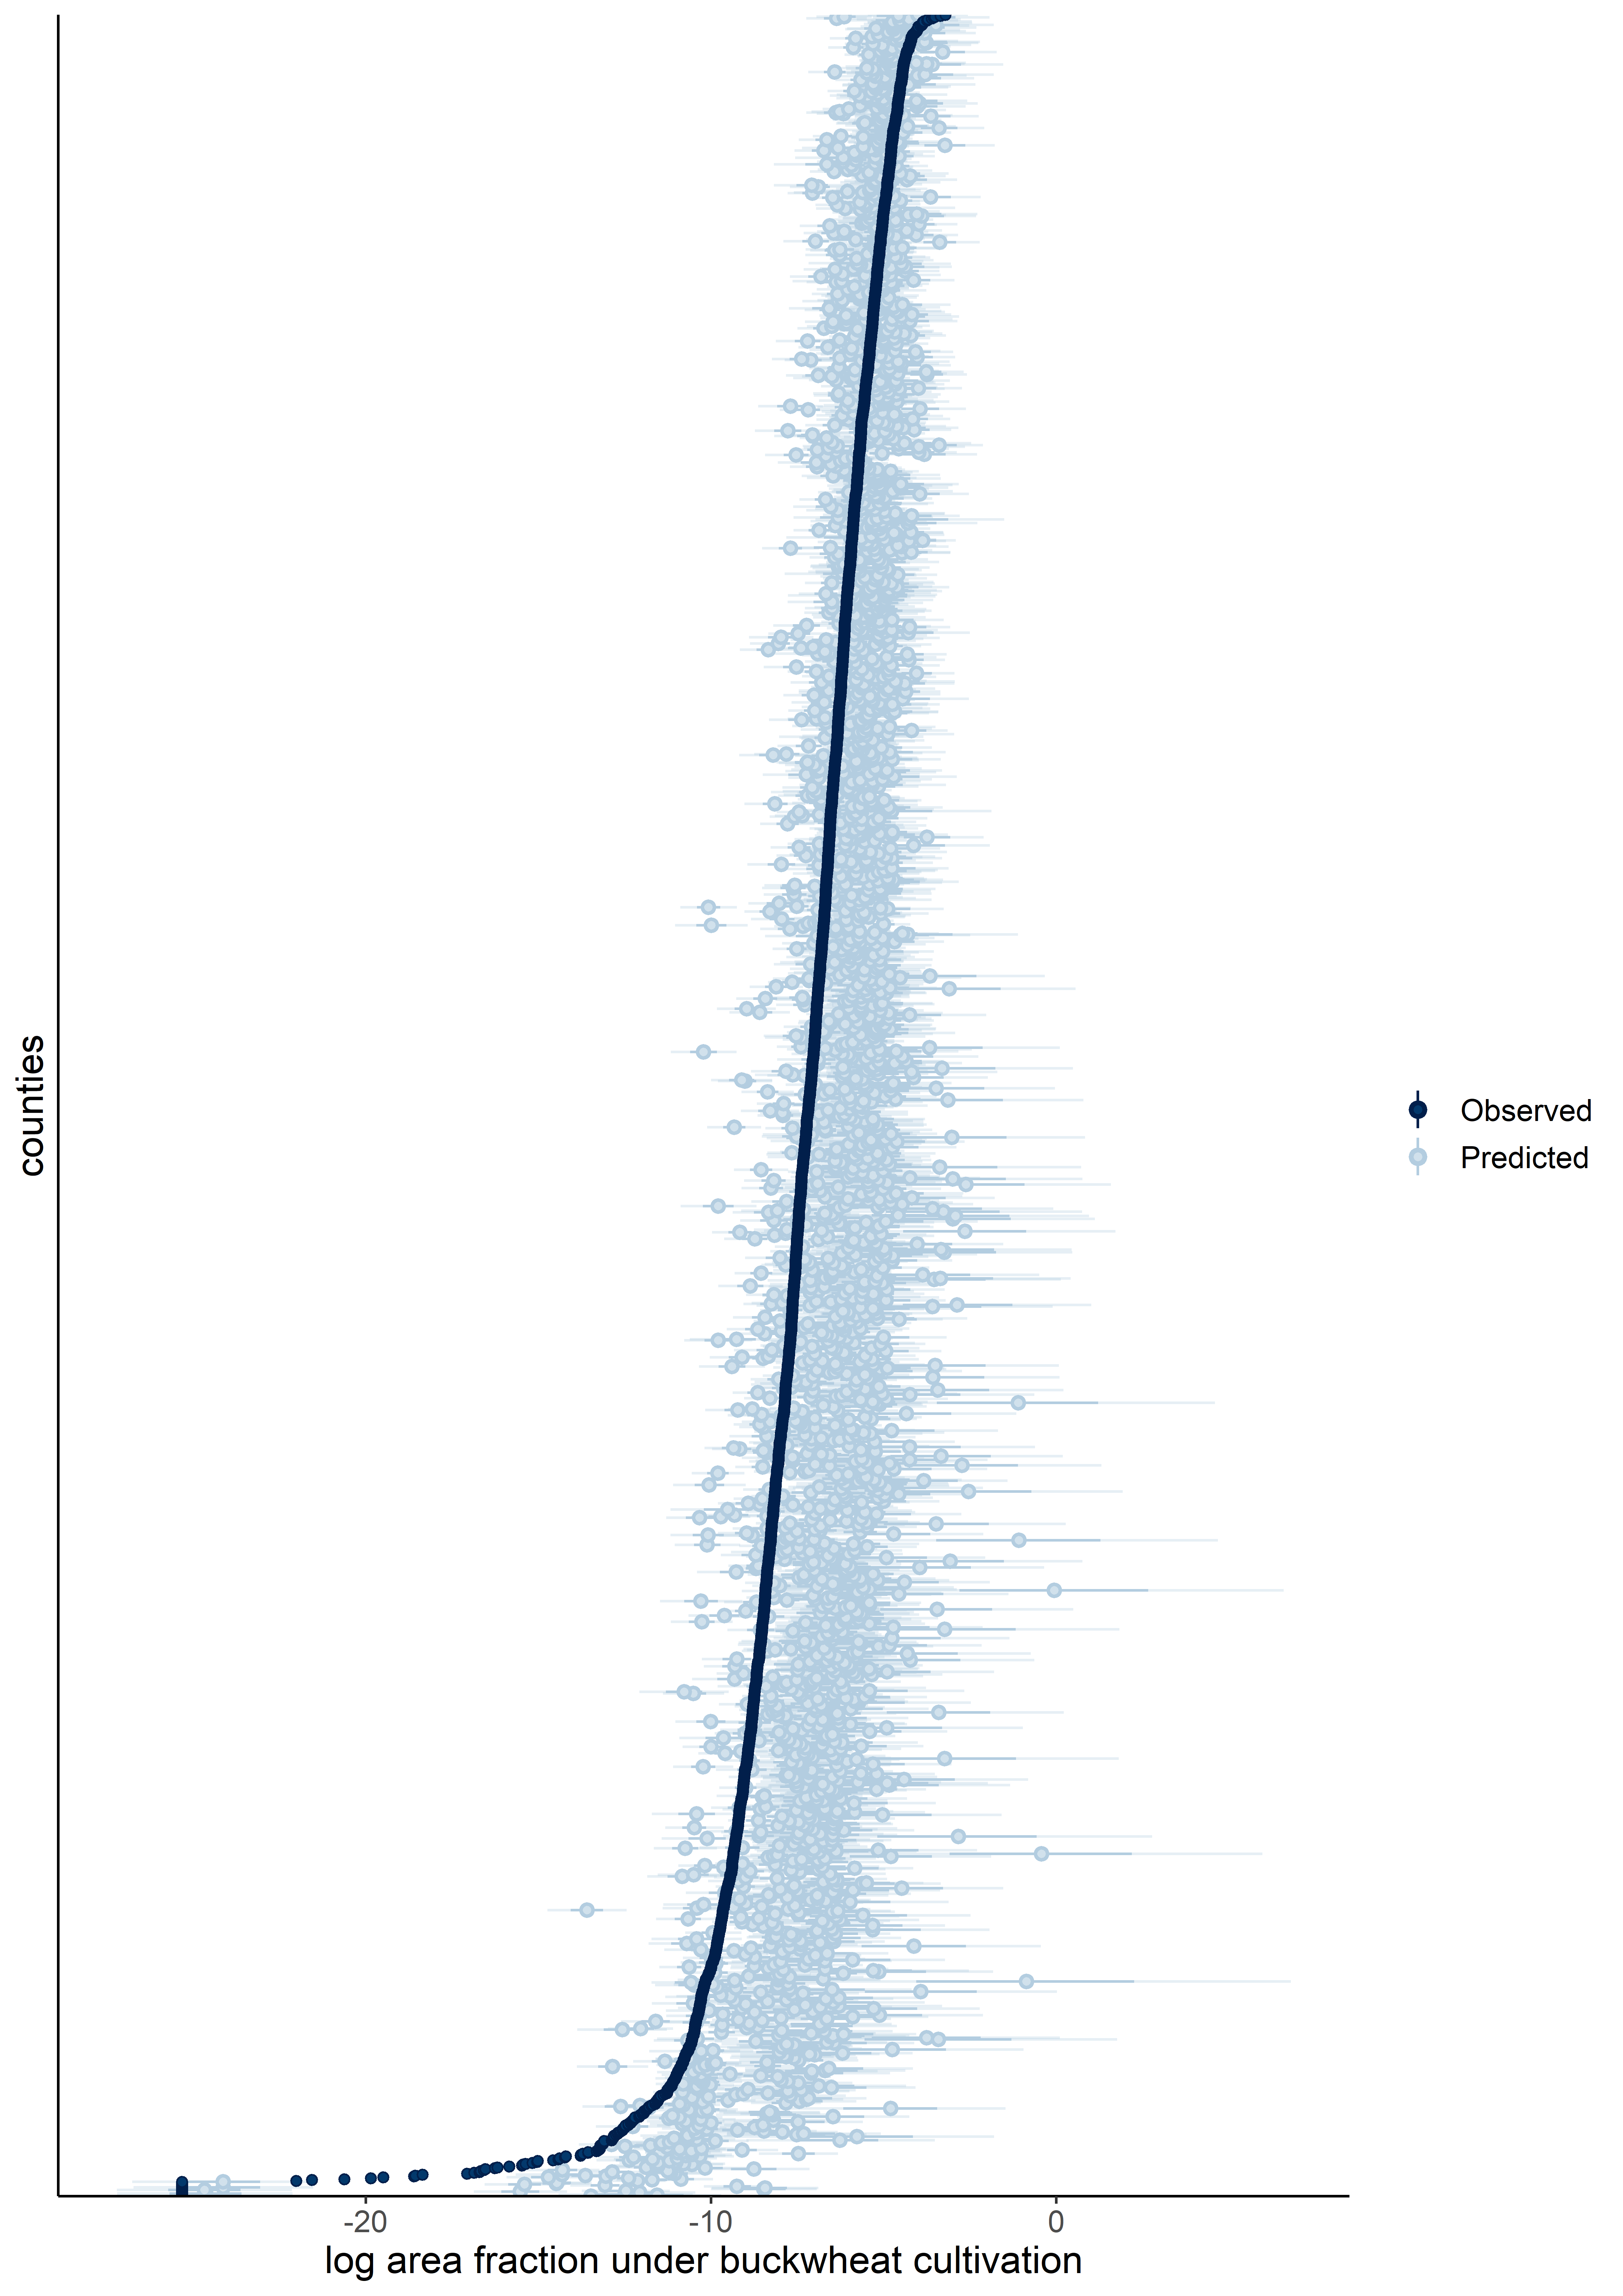 counties
Observed
Predicted
-20
-10
0
log area fraction under buckwheat cultivation